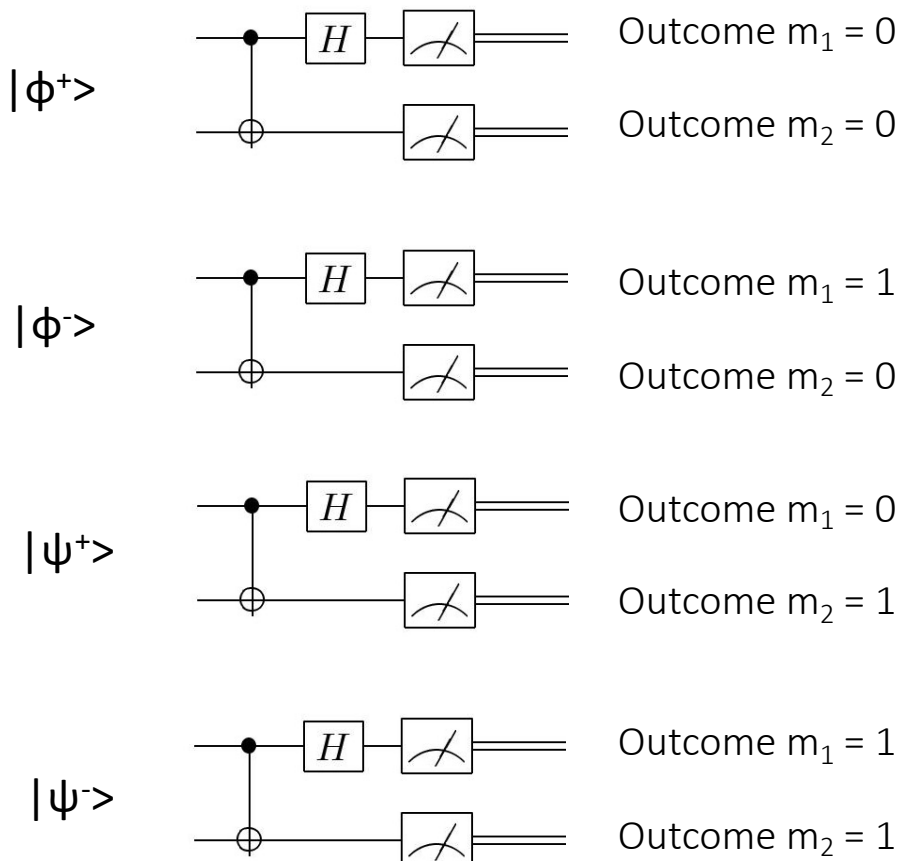 H
Outcome m₁ = 0
|ϕ⁺>
Outcome m₂ = 0
H
Outcome m₁ = 1
|ϕ⁻>
Outcome m₂ = 0
H
Outcome m₁ = 0
|ψ⁺>
Outcome m₂ = 1
H
Outcome m₁ = 1
|ψ⁻>
Outcome m₂ = 1